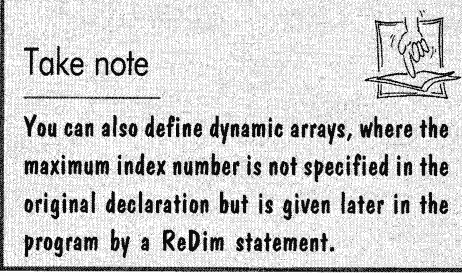 Take note
You can also define dynamic arrays, where the
maximum index number is not specified in the
original declaration but is given later in the
program by a ReDim statement.